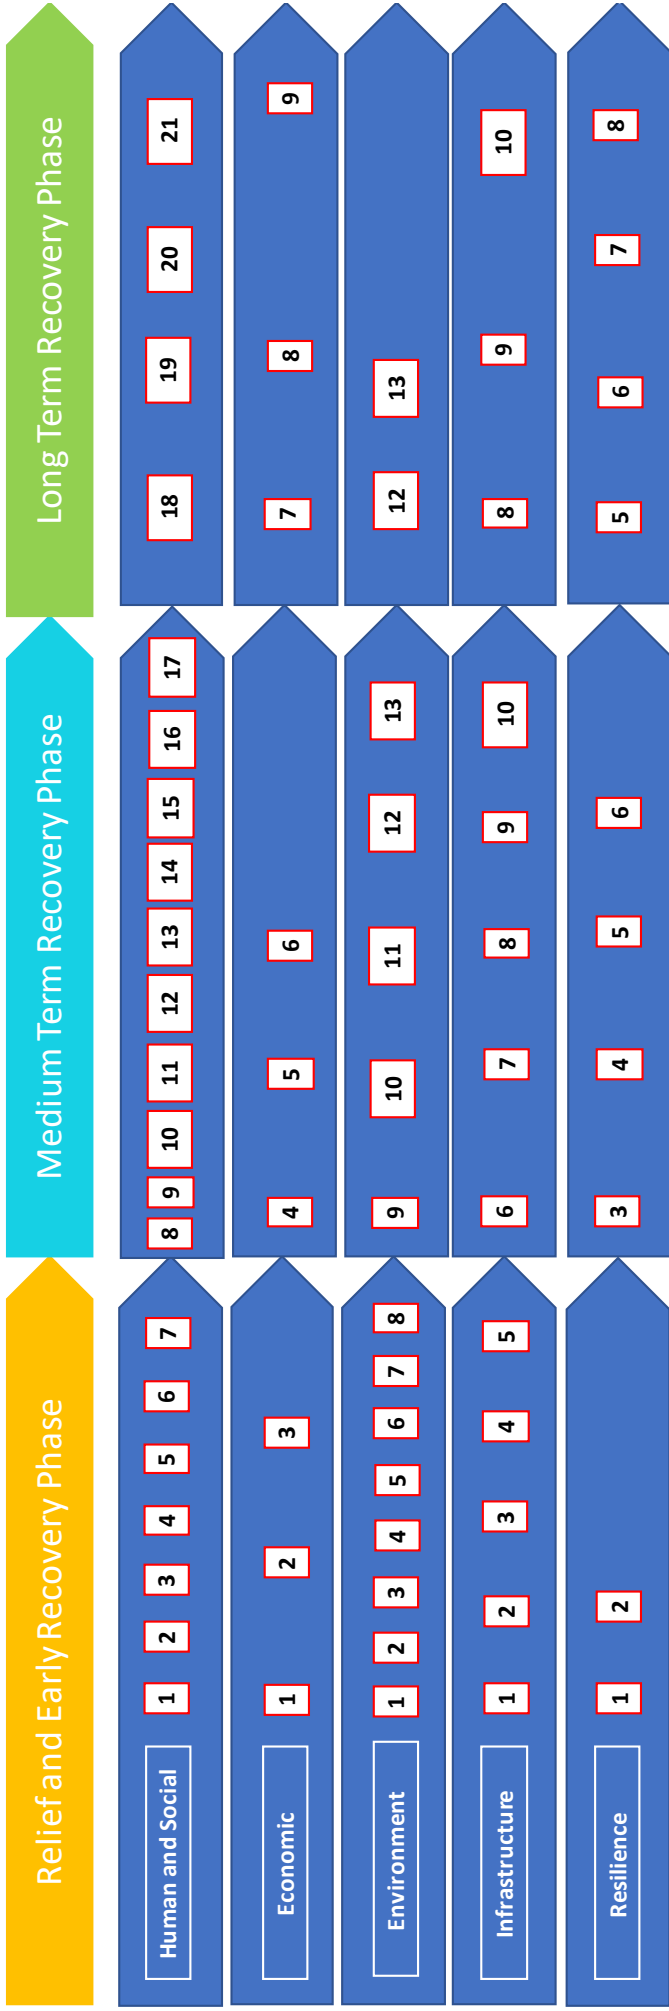 Relief and Early Recovery Phase
Medium Term Recovery Phase
Long Term Recovery Phase
Human and Social
1 2 3 4 5 6 7
8 9 10 11 12 13 14 15 16 17
18 19 20 21
Economic
1 2 3
4 5 6
7 8 9
Environment
1 2 3 4 5 6 7 8
9 10 11 12 13
12 13
Infrastructure
1 2 3 4 5
6 7 8 9 10
8 9 10
Resilience
1 2
3 4 5 6
5 6 7 8